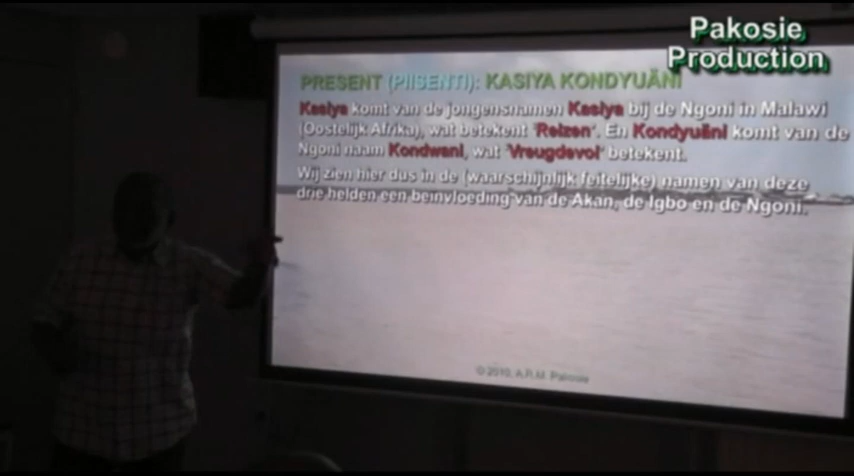 Pakosie
Production
PRESENT (PIISENTI): KASIYA KONDYUÄNI
Kasiya komt van de jongensnamen Kasiya bij de Ngoni in Malawi
(Oostelijk Afrika), wat betekent 'Reizen'. En Kondyuäni komt van de
Ngoni naam Kondwani, wat 'Vreugdevol' betekent.
Wij zien hier dus in de (waarschijnlijk feitelijke) namen van deze
drie helden een beïnvloeding van de Akan, de Igbo en de Ngoni.
© 2010, A.R.M. Pakosie